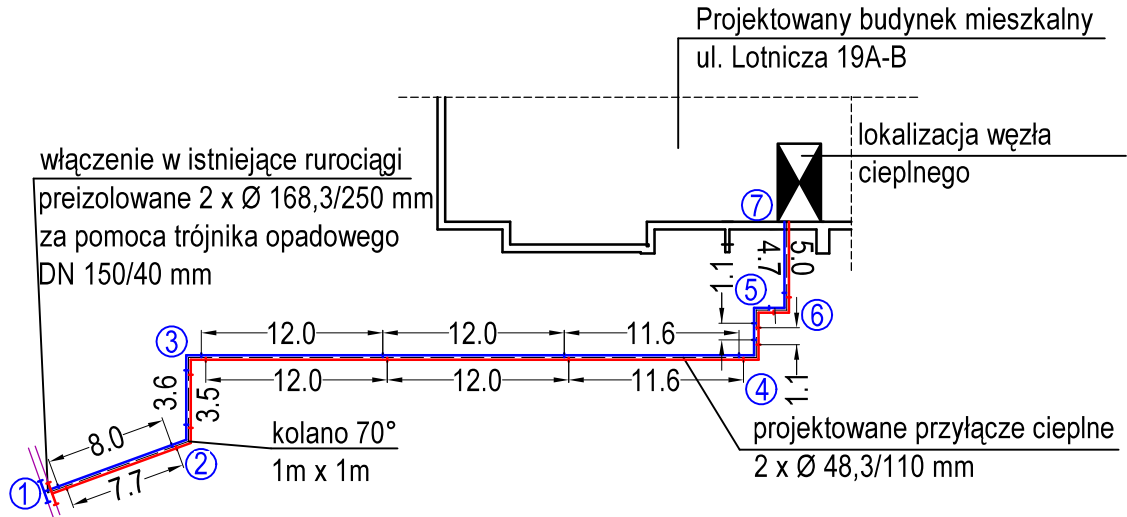 Projektowany budynek mieszkalny
ul. Lotnicza 19A-B
lokalizacja węzła
cieplnego
włączenie w istniejące rurociągi
preizolowane 2 x Ø 168,3/250 mm
za pomoca trójnika opadowego
DN 150/40 mm
7
5.0
4.7
1.1
5
6
3
12.0
12.0
11.6
12.0
12.0
11.6
4
1.1
3.6
3.5
8.0
kolano 70°
1m x 1m
2
7.7
1
projektowane przyłącze cieplne
2 x Ø 48,3/110 mm